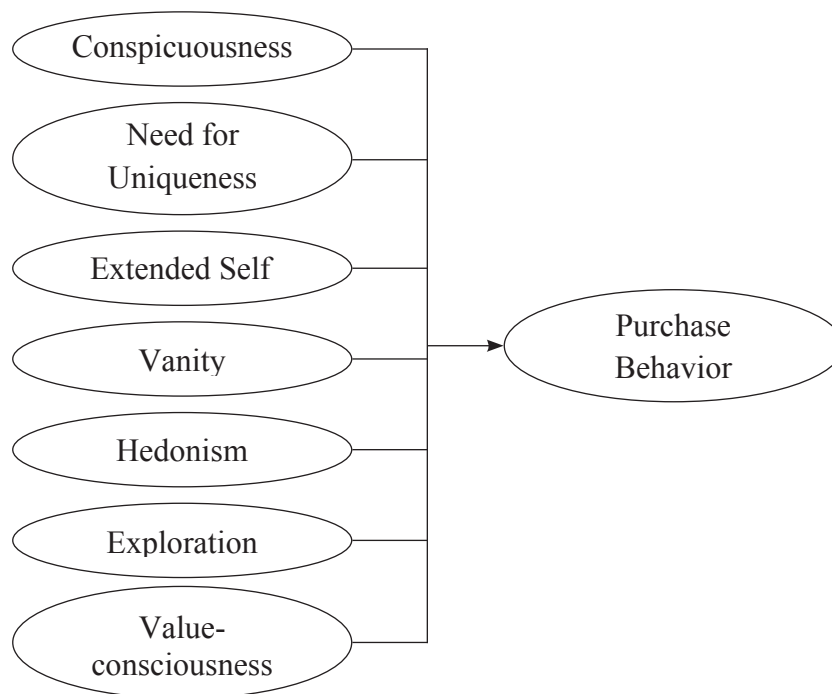 Conspicuousness
Need for
Uniqueness
Extended Self
Vanity
Hedonism
Exploration
Value-
consciousness
Purchase
Behavior